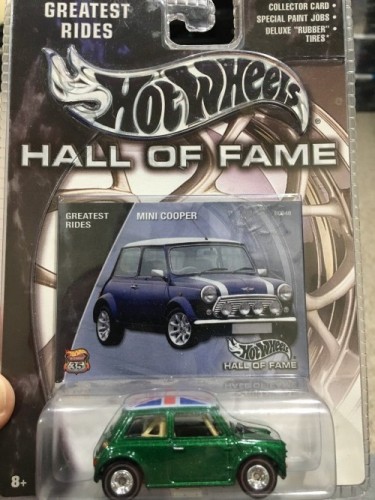 GREATEST
RIDES
COLLECTOR CARD •
SPECIAL PAINT JOBS •
DELUXE "RUBBER" •
TIRES
HOT WHEELS
HALL OF FAME
GREATEST
RIDES
MINI COOPER
HOT WHEELS
HALL OF FAME
35
8+